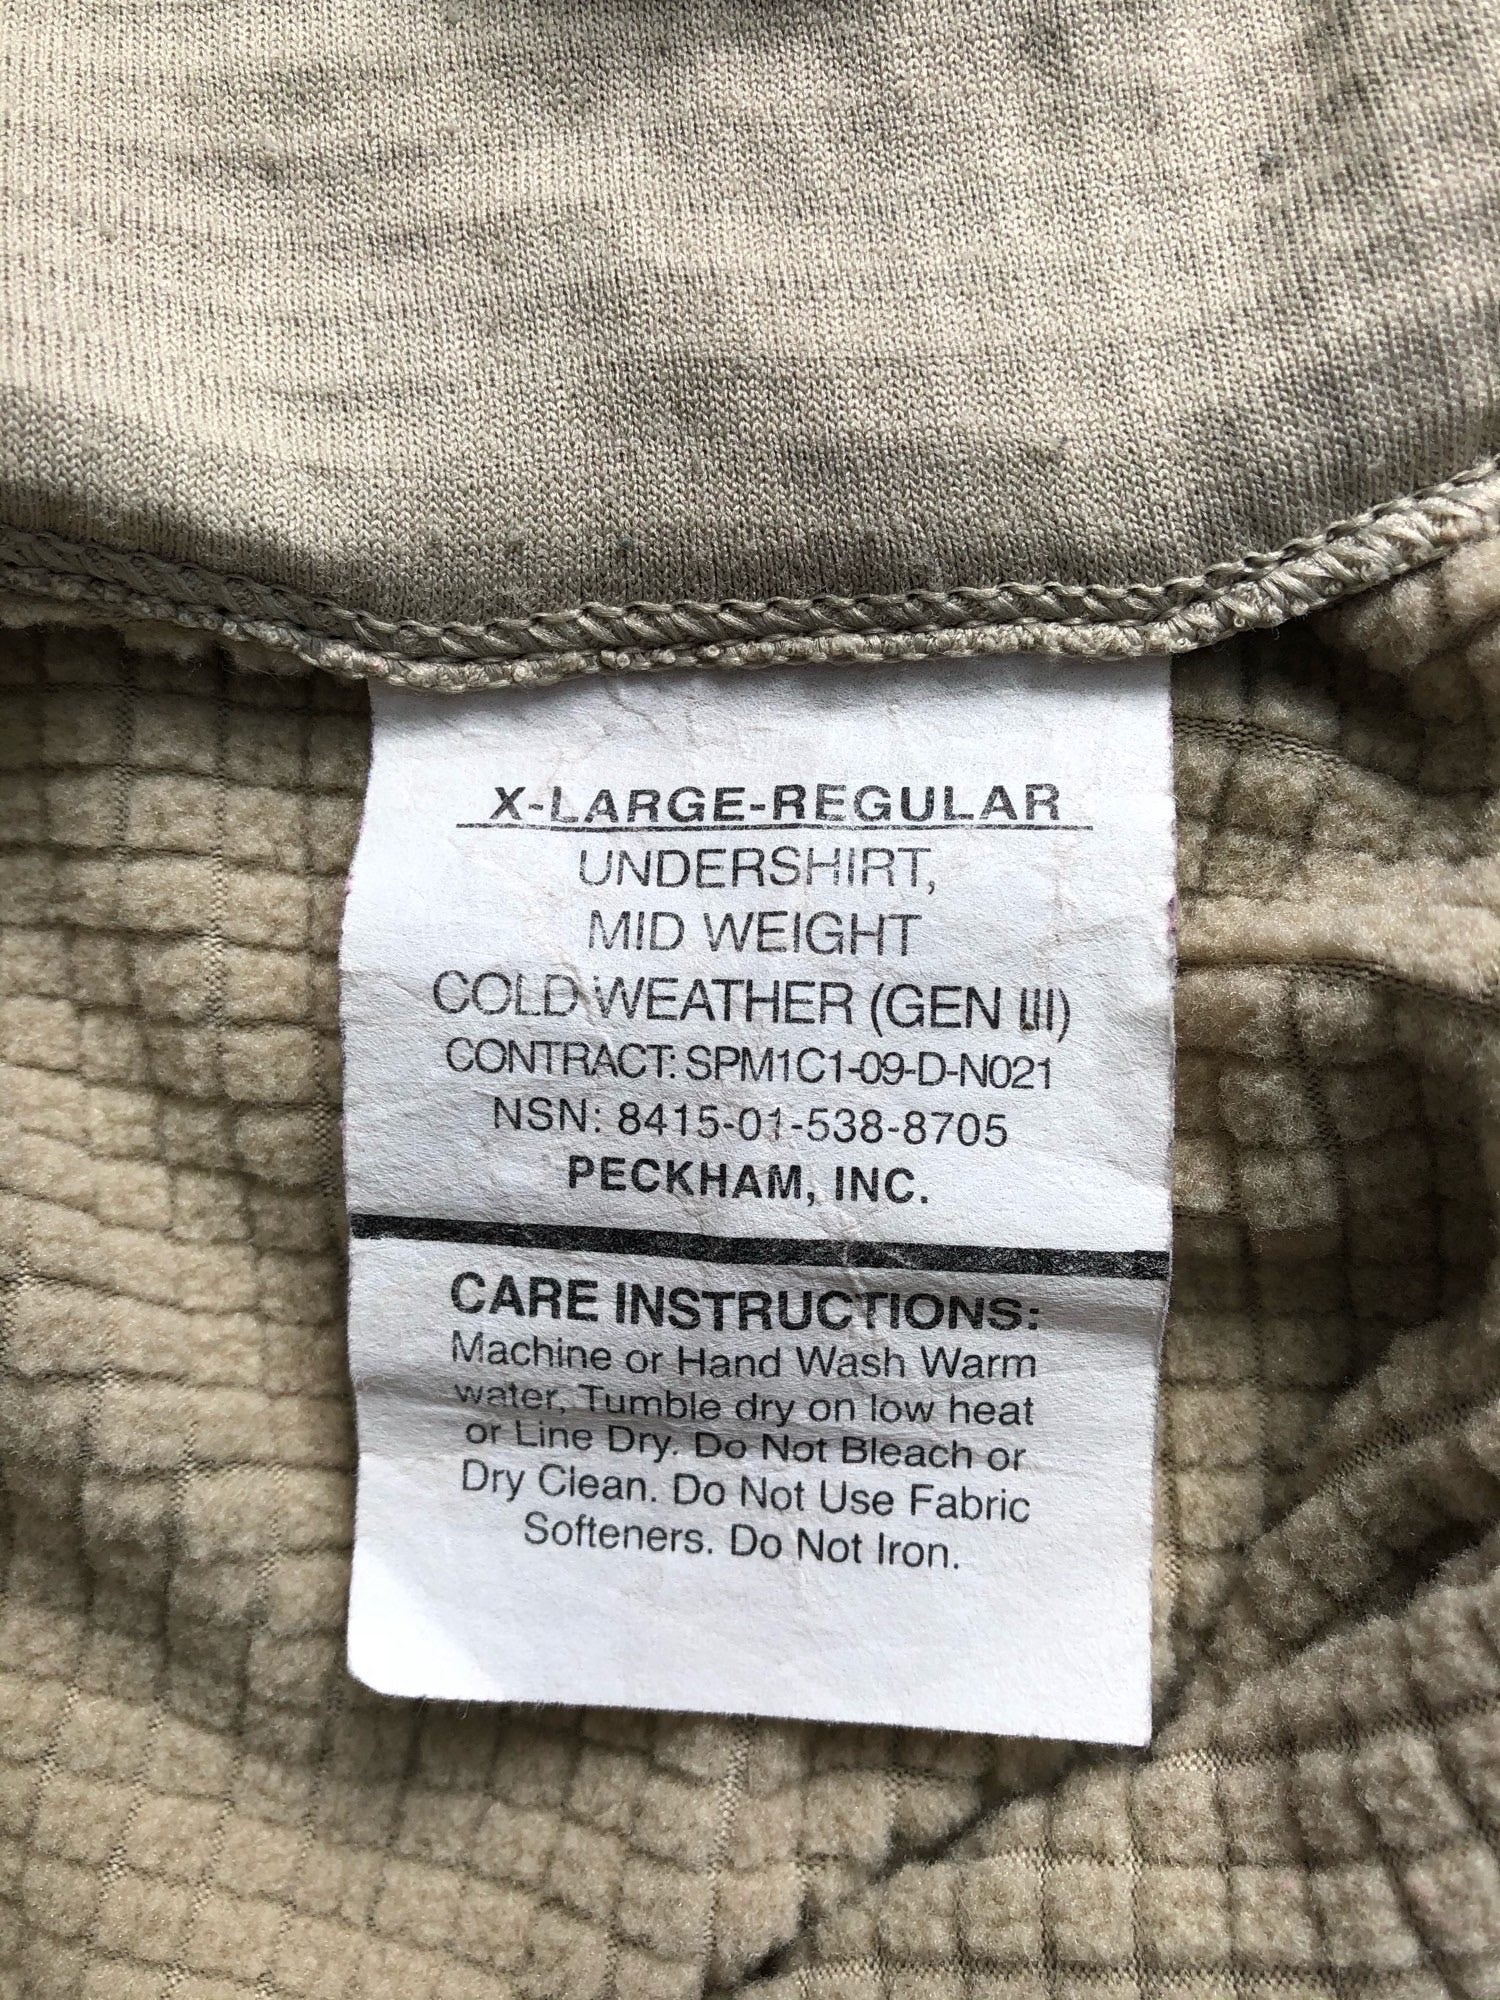 X-LARGE-REGULAR
UNDERSHIRT,
MID WEIGHT
COLD WEATHER (GEN III)
CONTRACT: SPM1C1-09-D-N021
NSN: 8415-01-538-8705
PECKHAM, INC.
CARE INSTRUCTIONS:
Machine or Hand Wash Warm
water, Tumble dry on low heat
or Line Dry. Do Not Bleach or
Dry Clean. Do Not Use Fabric
Softeners. Do Not Iron.